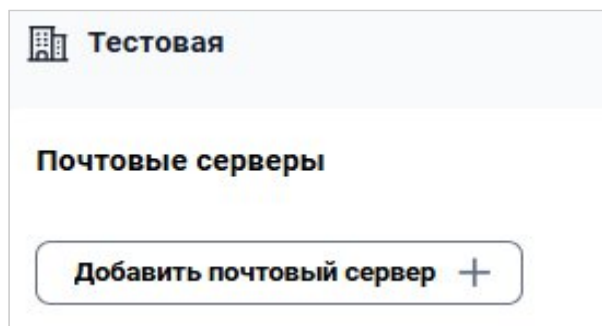 Тестовая
Почтовые серверы
Добавить почтовый сервер